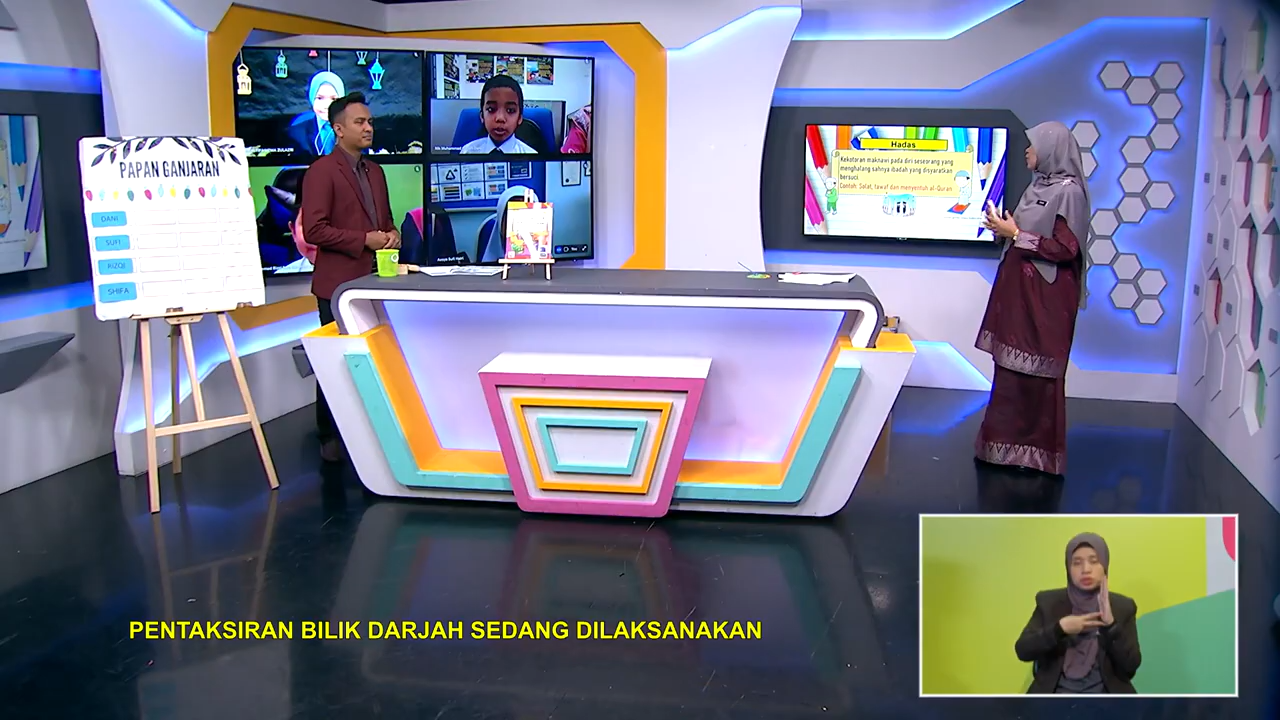 PAPAN GANJARAN
DANI
SUFI
RIZQI
SHIFA
Hadas
Kekotoran maknawi pada diri seseorang yang
menghalang sahnya ibadah yang disyaratkan
bersuci.
Contoh: Solat, tawaf dan menyentuh al-Quran
PENTAKSIRAN BILIK DARJAH SEDANG DILAKSANAKAN